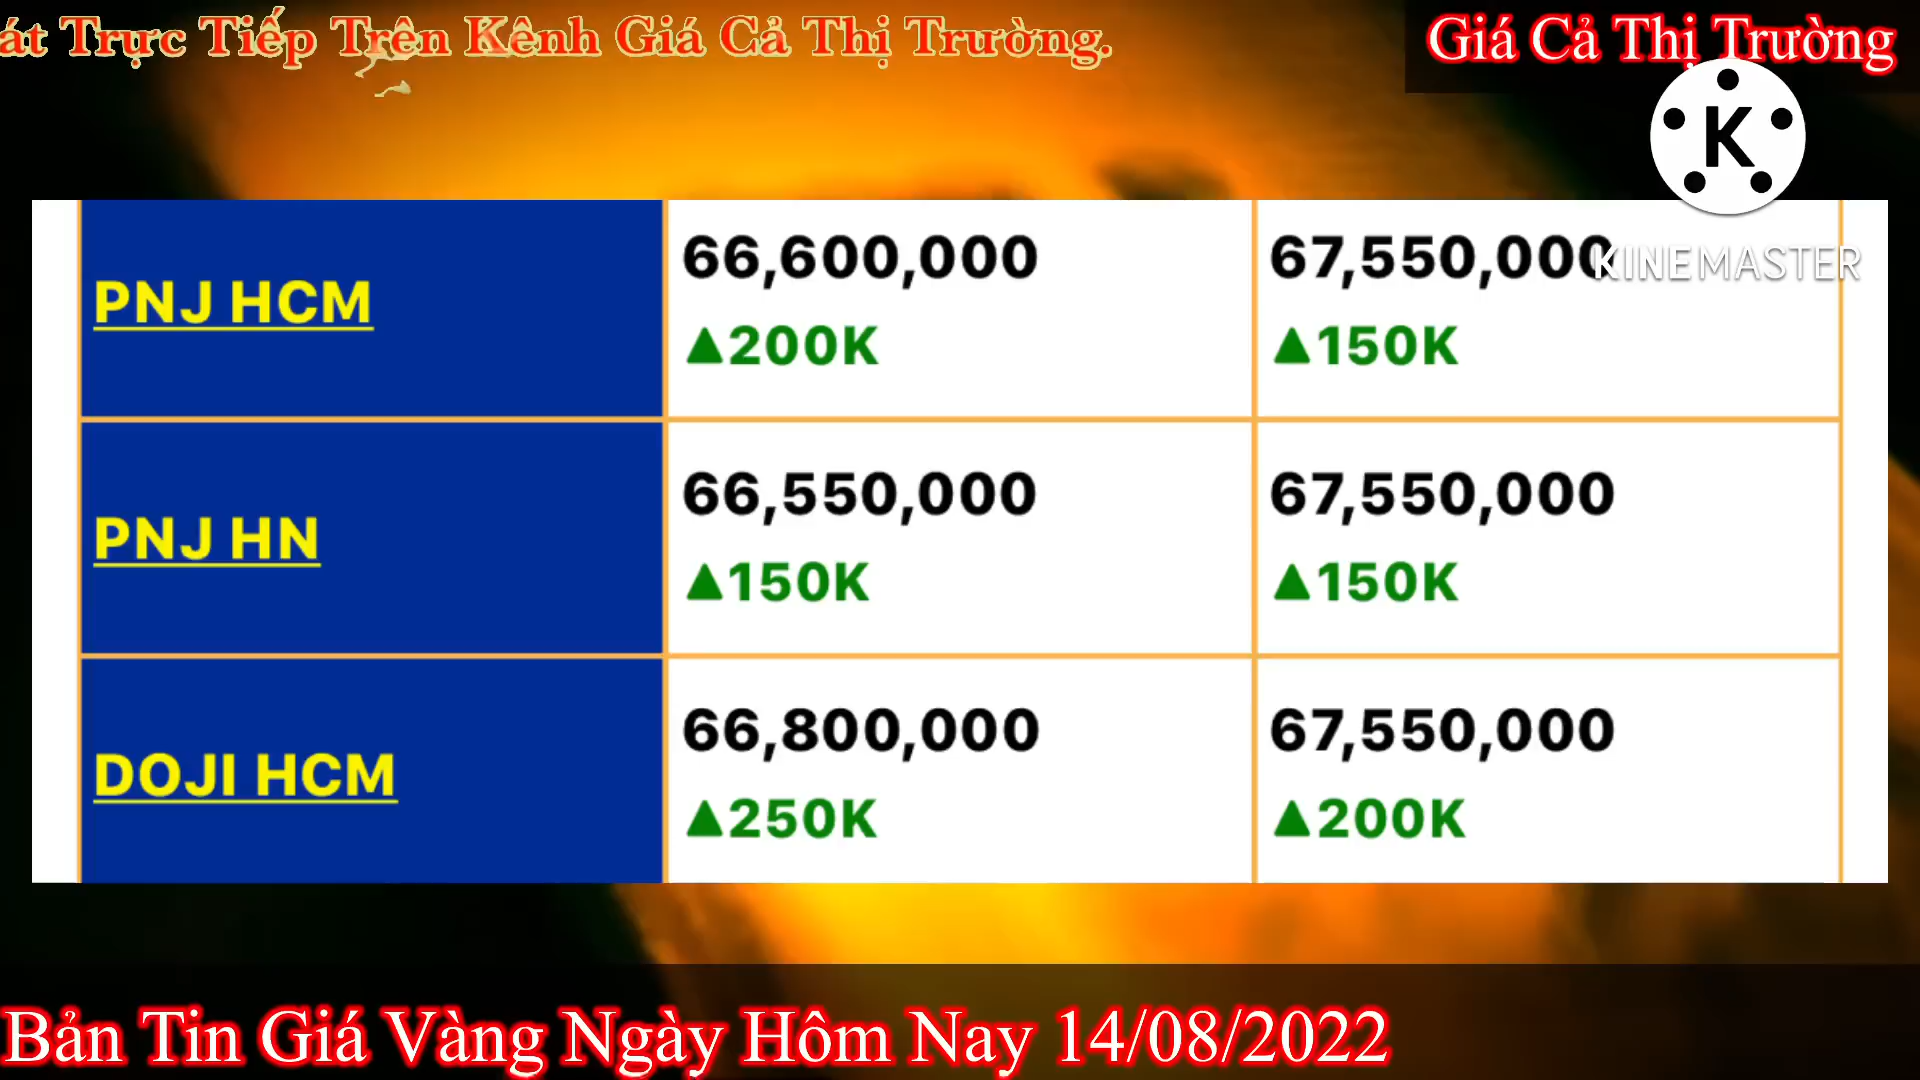 át Trực Tiếp Trên Kênh Giá Cả Thị Trường.
Giá Cả Thị Trường
K
KINEMASTER
PNJ HCM
66,600,000
67,550,000
▲200K
▲150K
PNJ HN
66,550,000
67,550,000
▲150K
▲150K
DOJI HCM
66,800,000
67,550,000
▲250K
▲200K
Bản Tin Giá Vàng Ngày Hôm Nay 14/08/2022